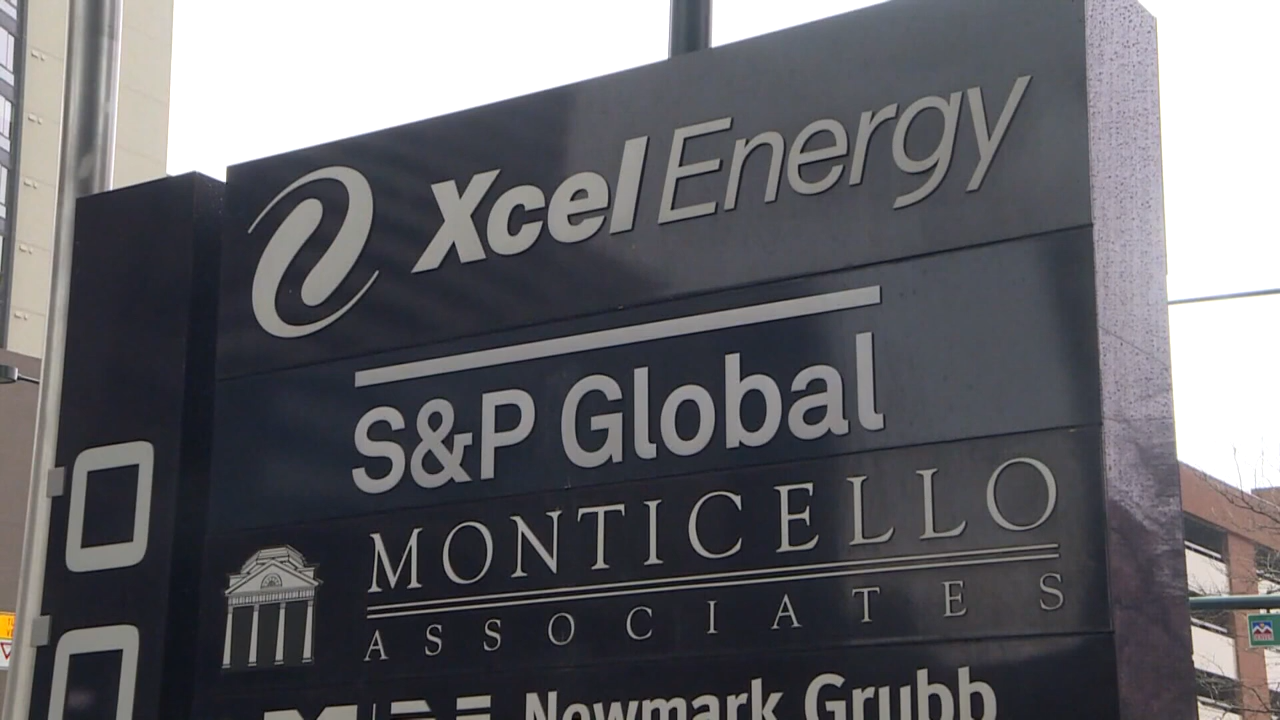 Xcel Energy
S&P Global
MONTICELLO
ASSOCIATES
Newmark Grubb